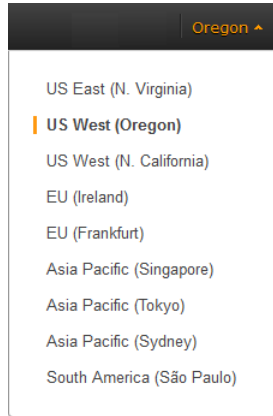 Oregon
US East (N. Virginia)
US West (Oregon)
US West (N. California)
EU (Ireland)
EU (Frankfurt)
Asia Pacific (Singapore)
Asia Pacific (Tokyo)
Asia Pacific (Sydney)
South America (São Paulo)